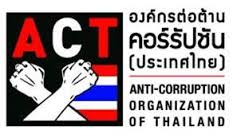 ACT
องค์กรต่อต้าน
คอร์รัปชัน
(ประเทศไทย)
ANTI-CORRUPTION
ORGANIZATION
OF THAILAND